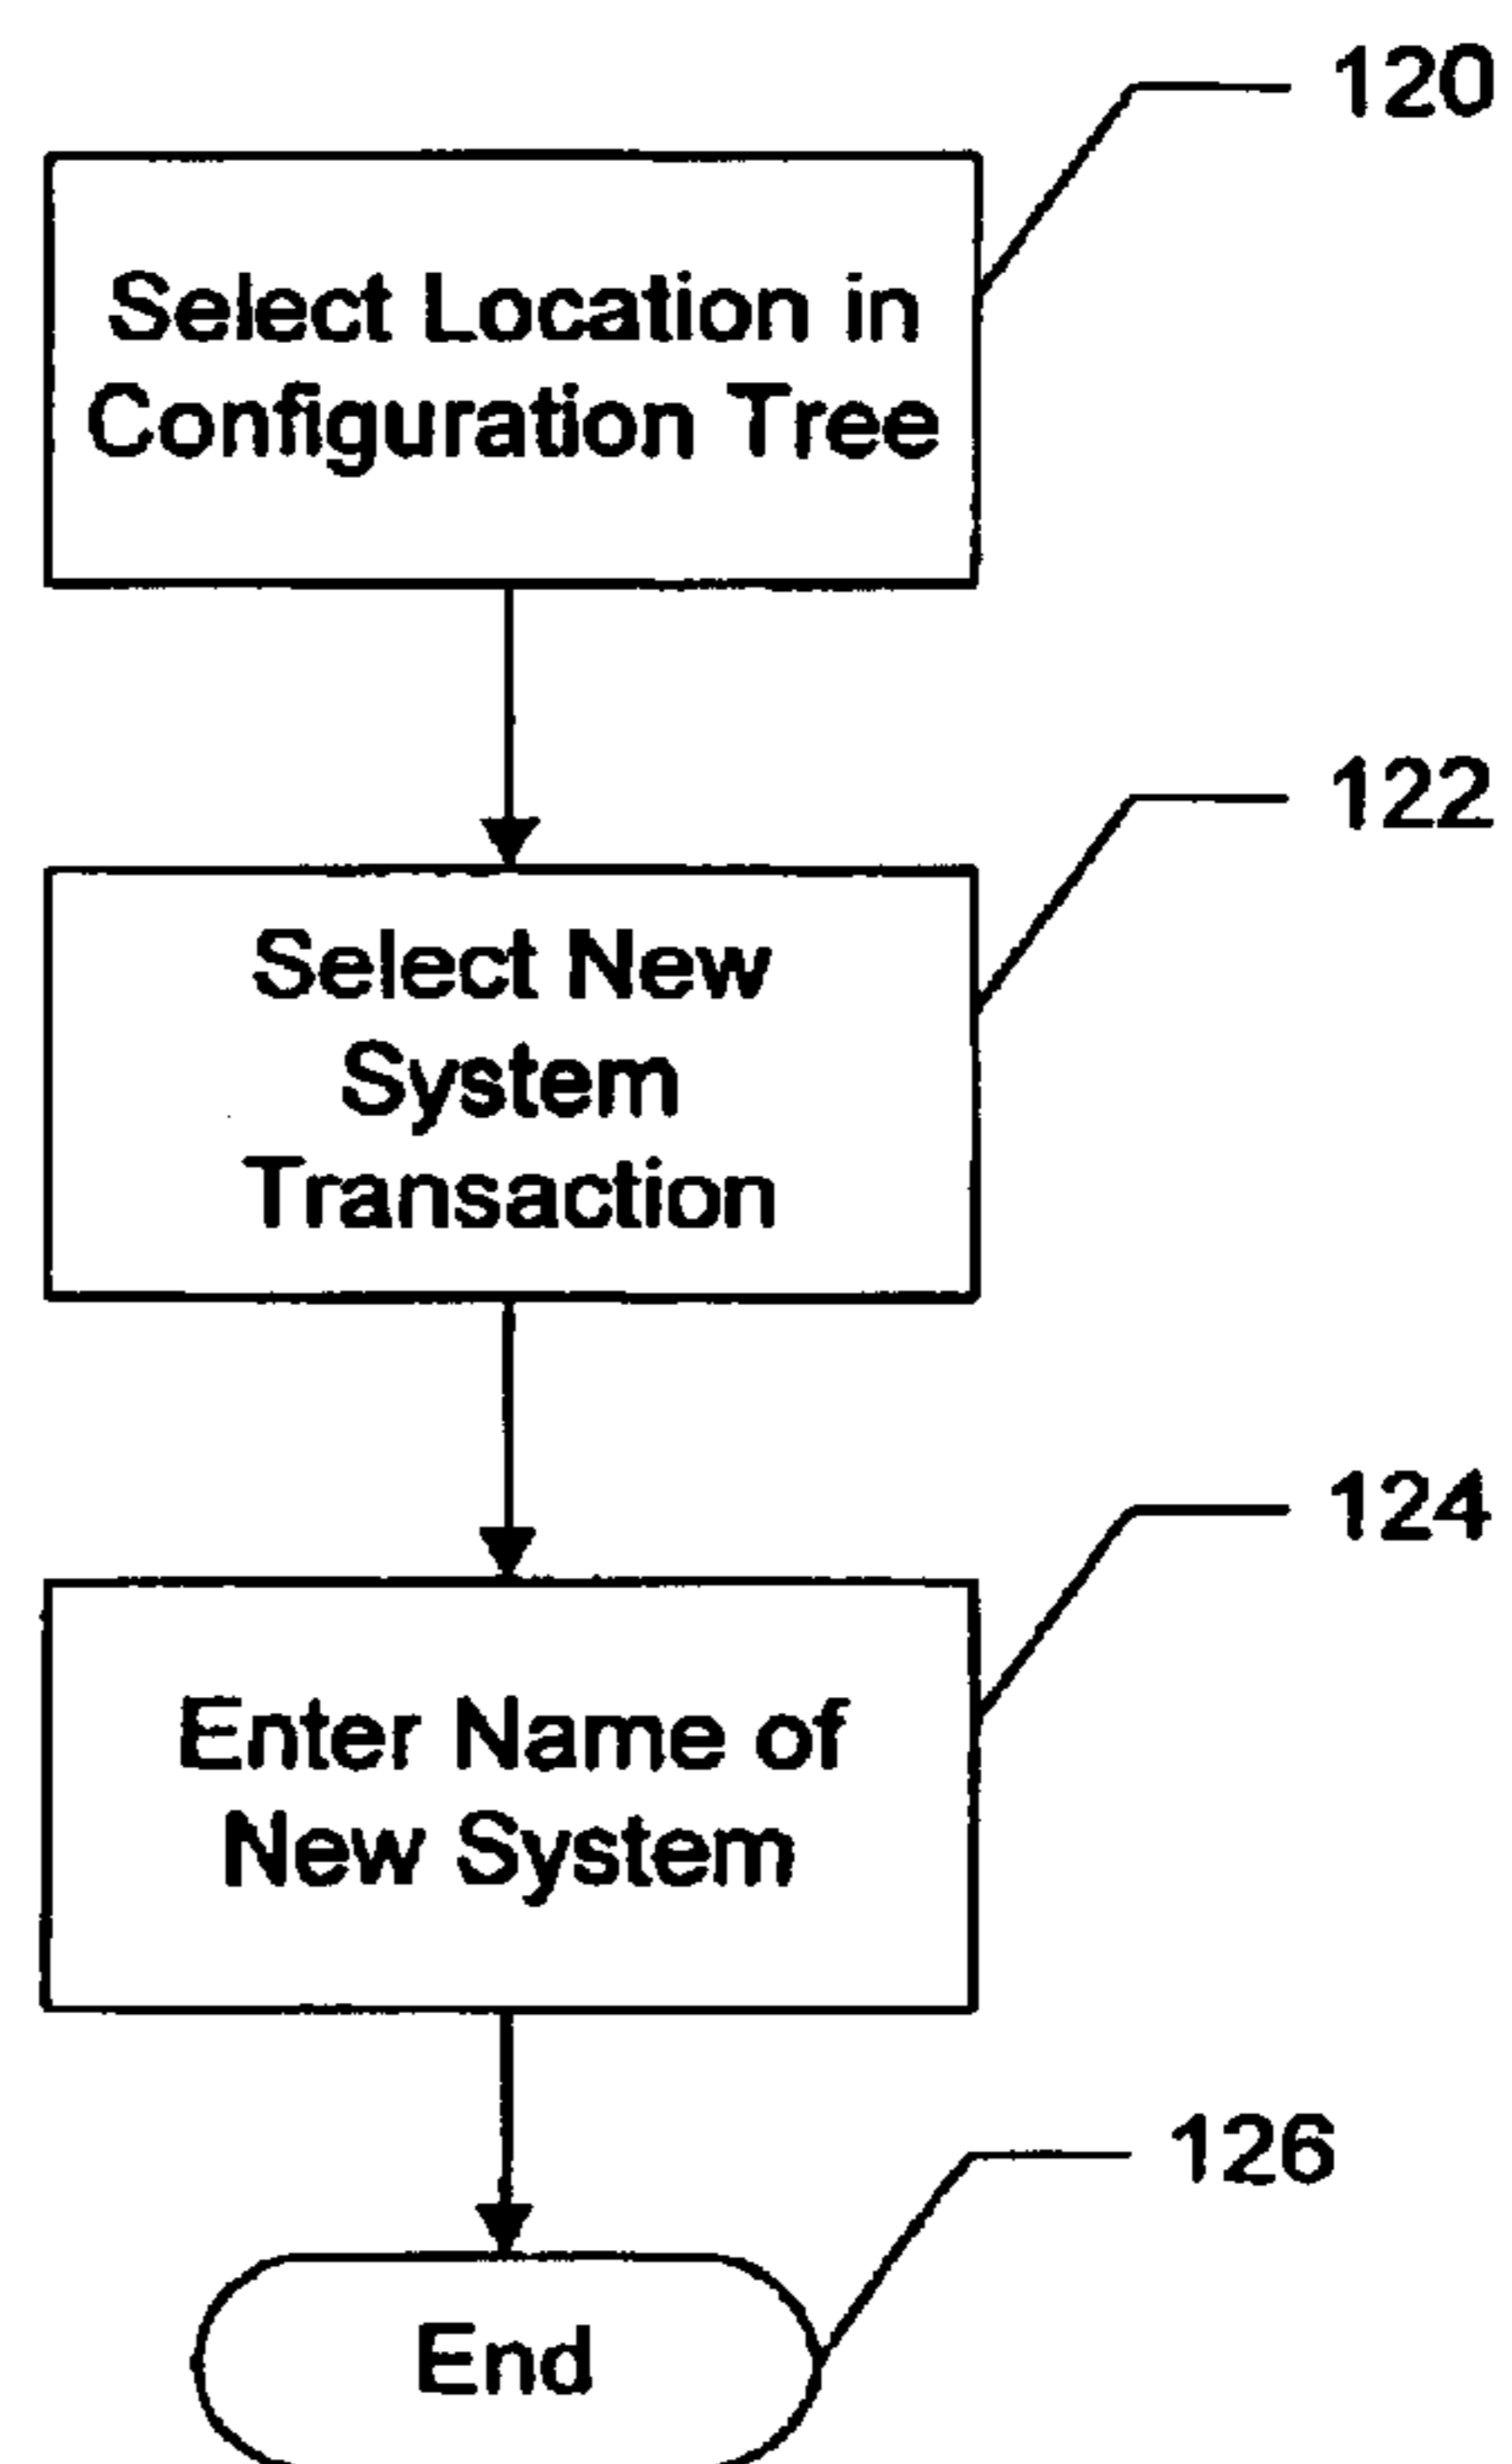 120
Select Location in
Configuration Tree
122
Select New
System
Transaction
124
Enter Name of
New System
126
End